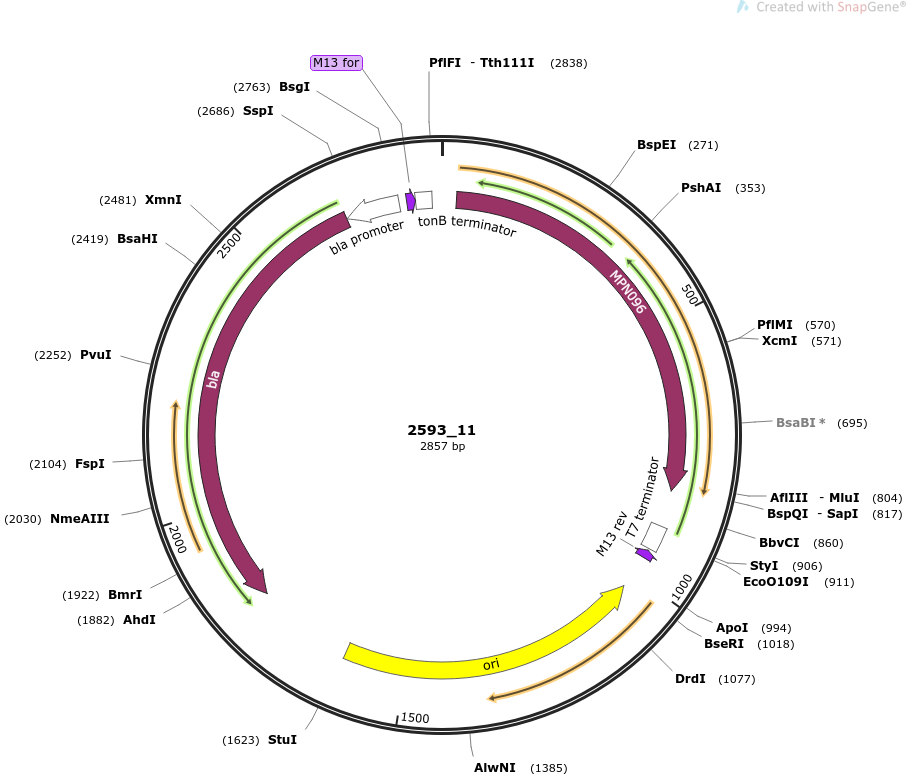 Created with SnapGene®
M13 for
PflFI - Tth111I (2838)
(2763) BsgI
(2686) SspI
BspEI (271)
PshAI (353)
(2481) XmnI
(2419) BsaHI
2500
bla promoter
tonB terminator
MPN096
500
PflMI (570)
XcmI (571)
(2252) PvuI
bla
2593_11
2857 bp
BsaBI * (695)
(2104) FspI
T7 terminator
M13 rev
AflIII - MluI (804)
BspQI - SapI (817)
(2030) NmeAIII
2000
BbvCI (860)
StyI (906)
EcoO109I (911)
1000
(1922) BmrI
(1882) AhdI
ApoI (994)
BseRI (1018)
ori
DrdI (1077)
1500
(1623) StuI
AlwNI (1385)